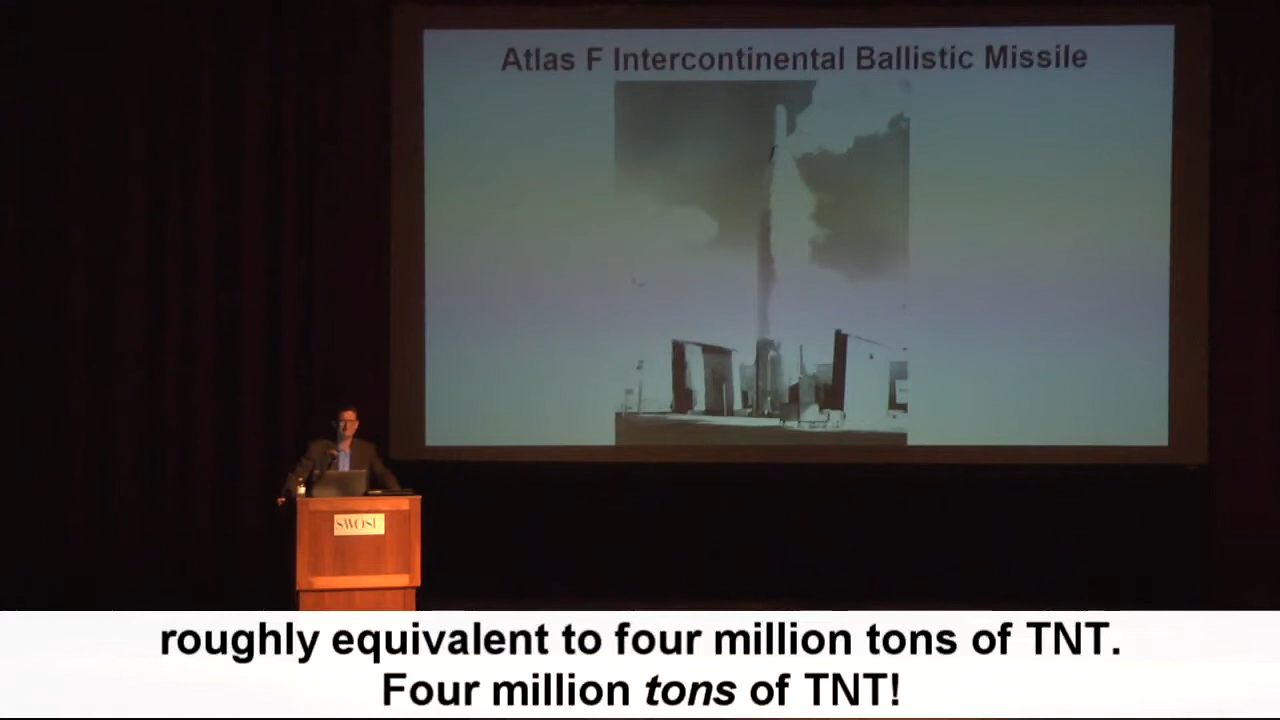 Atlas F Intercontinental Ballistic Missile
SWOSU
roughly equivalent to four million tons of TNT.
Four million tons of TNT!